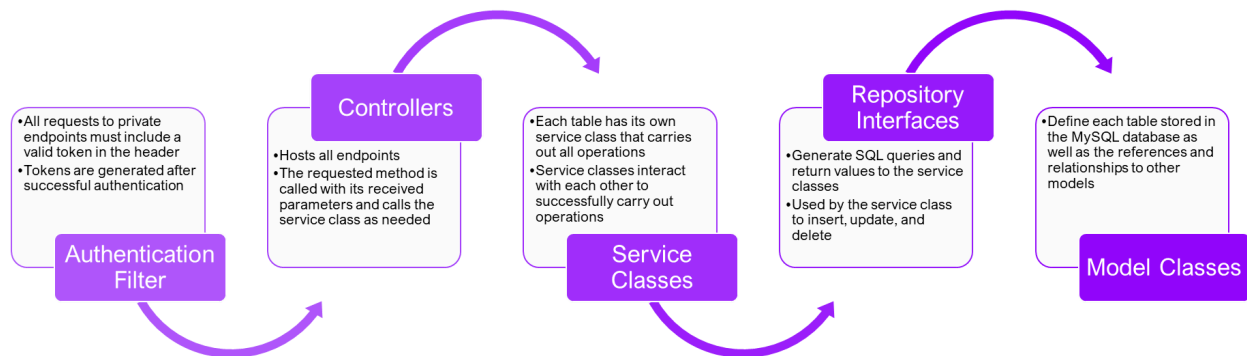 •All requests to private
endpoints must include a
valid token in the header
•Tokens are generated after
successful authentication
Authentication
Filter
Controllers
•Hosts all endpoints
•The requested method is
called with its received
parameters and calls the
service class as needed
•Each table has its own
service class that carries
out all operations
•Service classes interact
with each other to
successfully carry out
operations
Service
Classes
Repository
Interfaces
•Generate SQL queries and
return values to the service
classes
•Used by the service class
to insert, update, and
delete
•Define each table stored in
the MySQL database as
well as the references and
relationships to other
models
Model Classes